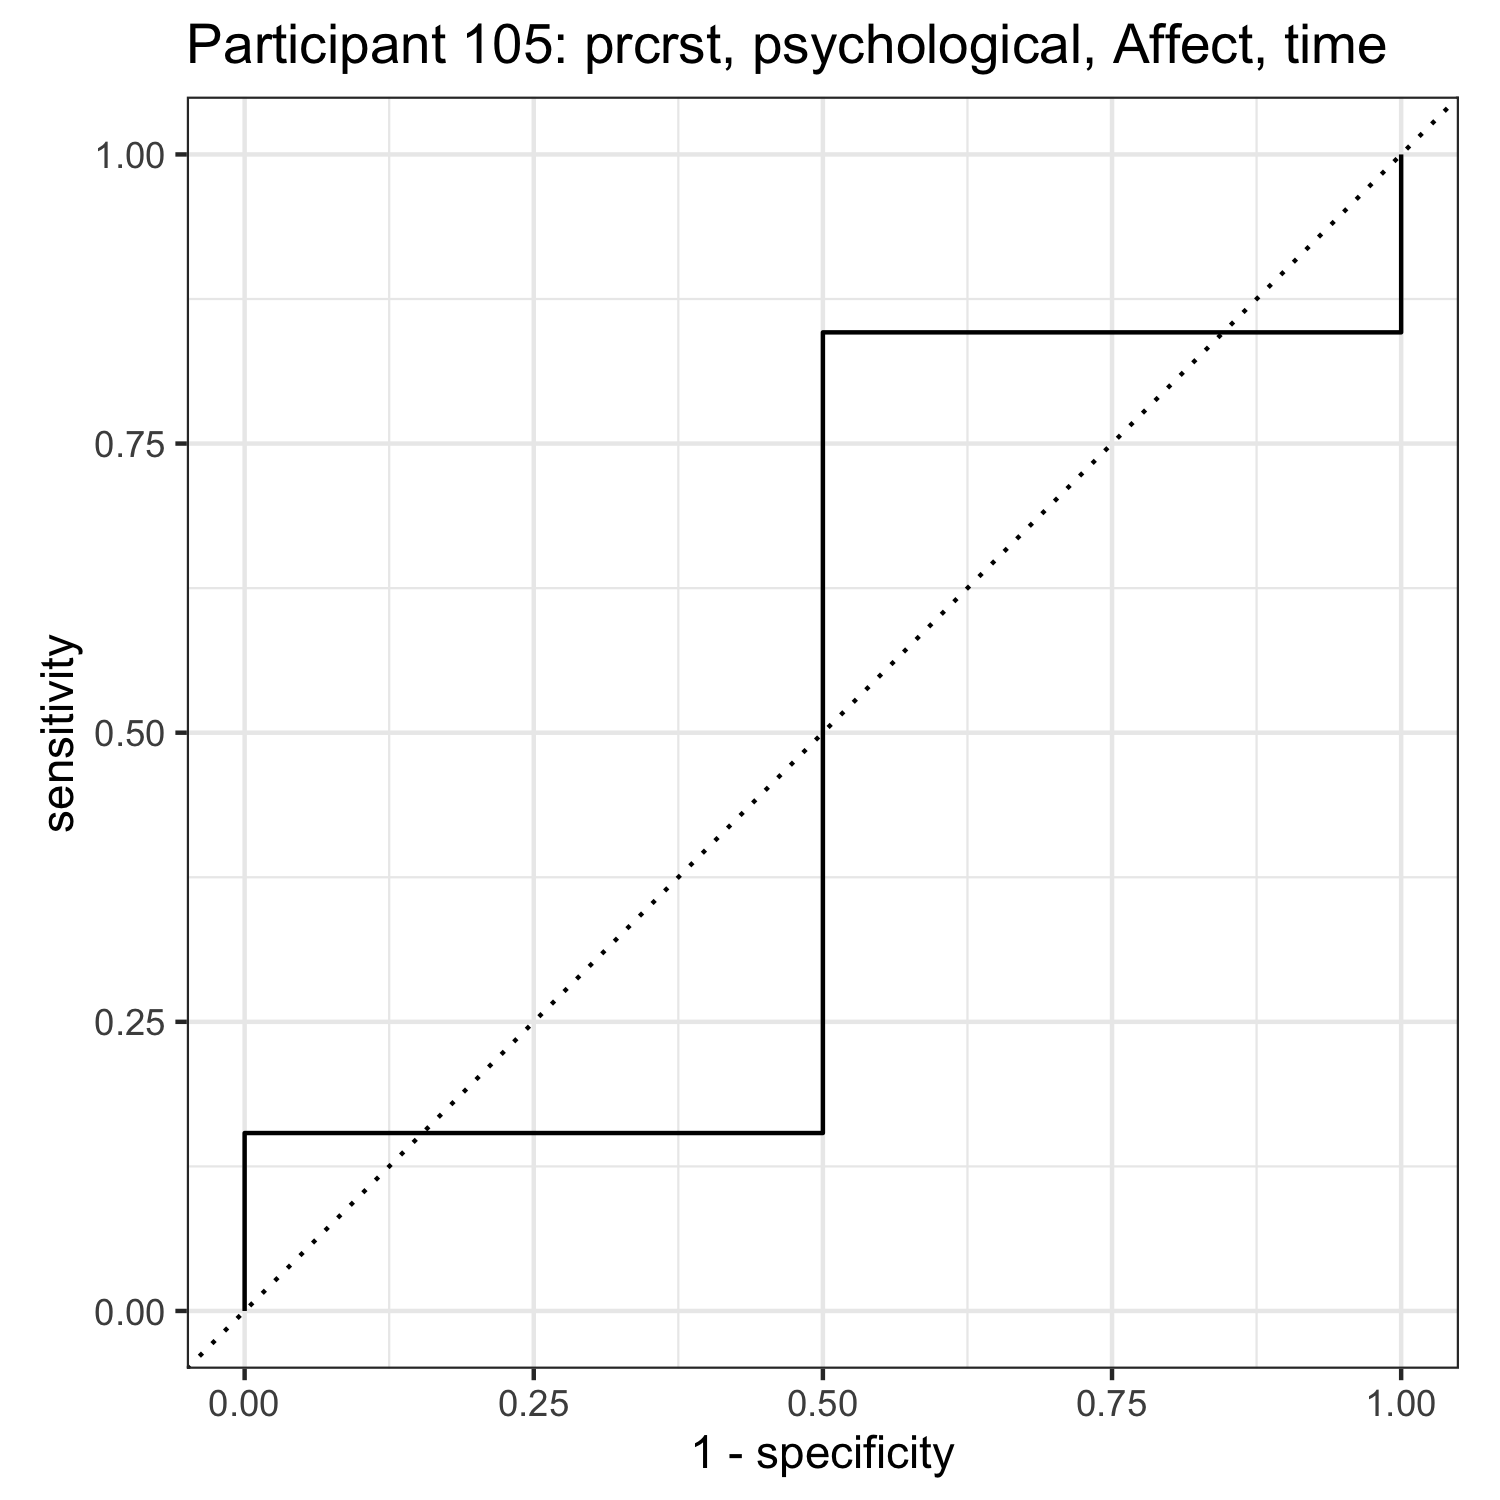 Participant 105: prcrst, psychological, Affect, time
1.00
0.75
0.50
0.25
0.00
sensitivity
0.00 0.25 0.50 0.75 1.00
1 - specificity